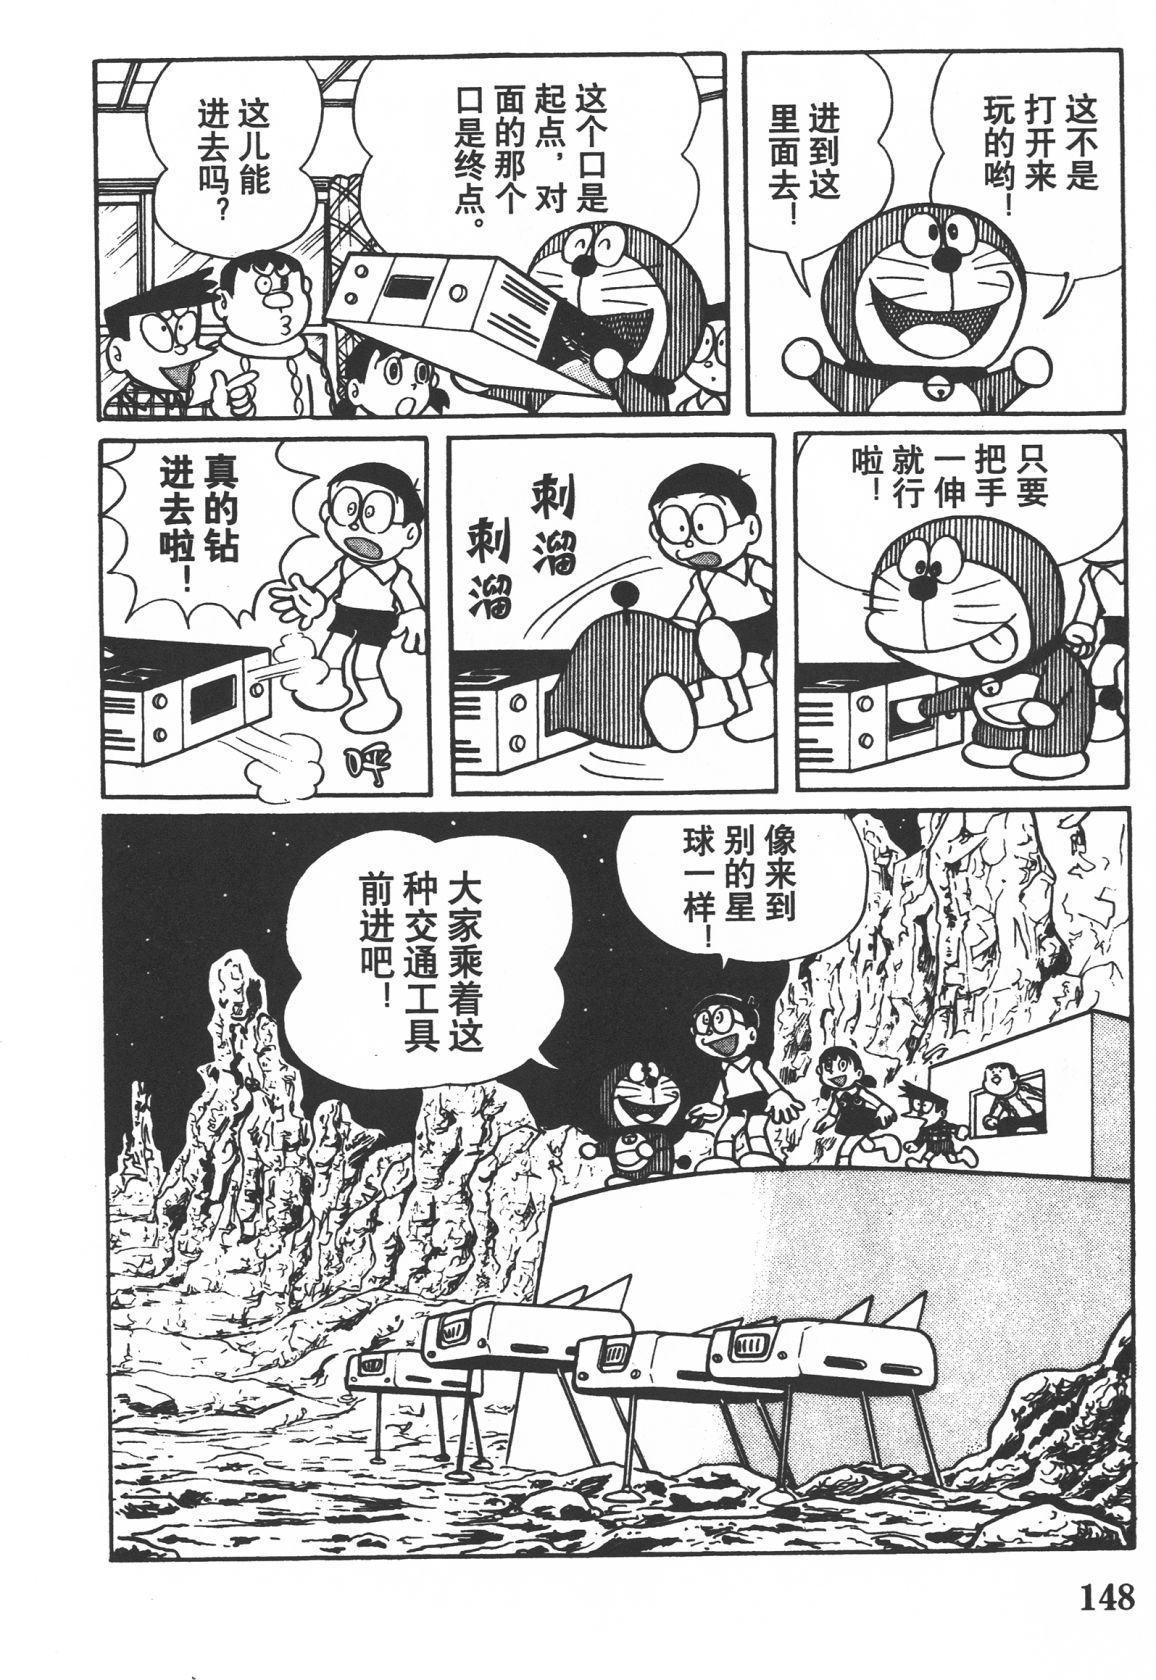 这不是
打开来
玩的哟！
进到这
里面去！
这个口是
起点，对
面的那个
口是终点。
这儿能
进去吗？
只要
把手
一伸
就行
啦！
刺溜
刺溜
真的钻
进去啦！
呼
像来到
别的星
球一样！
大家乘着这
种交通工具
前进吧！
148